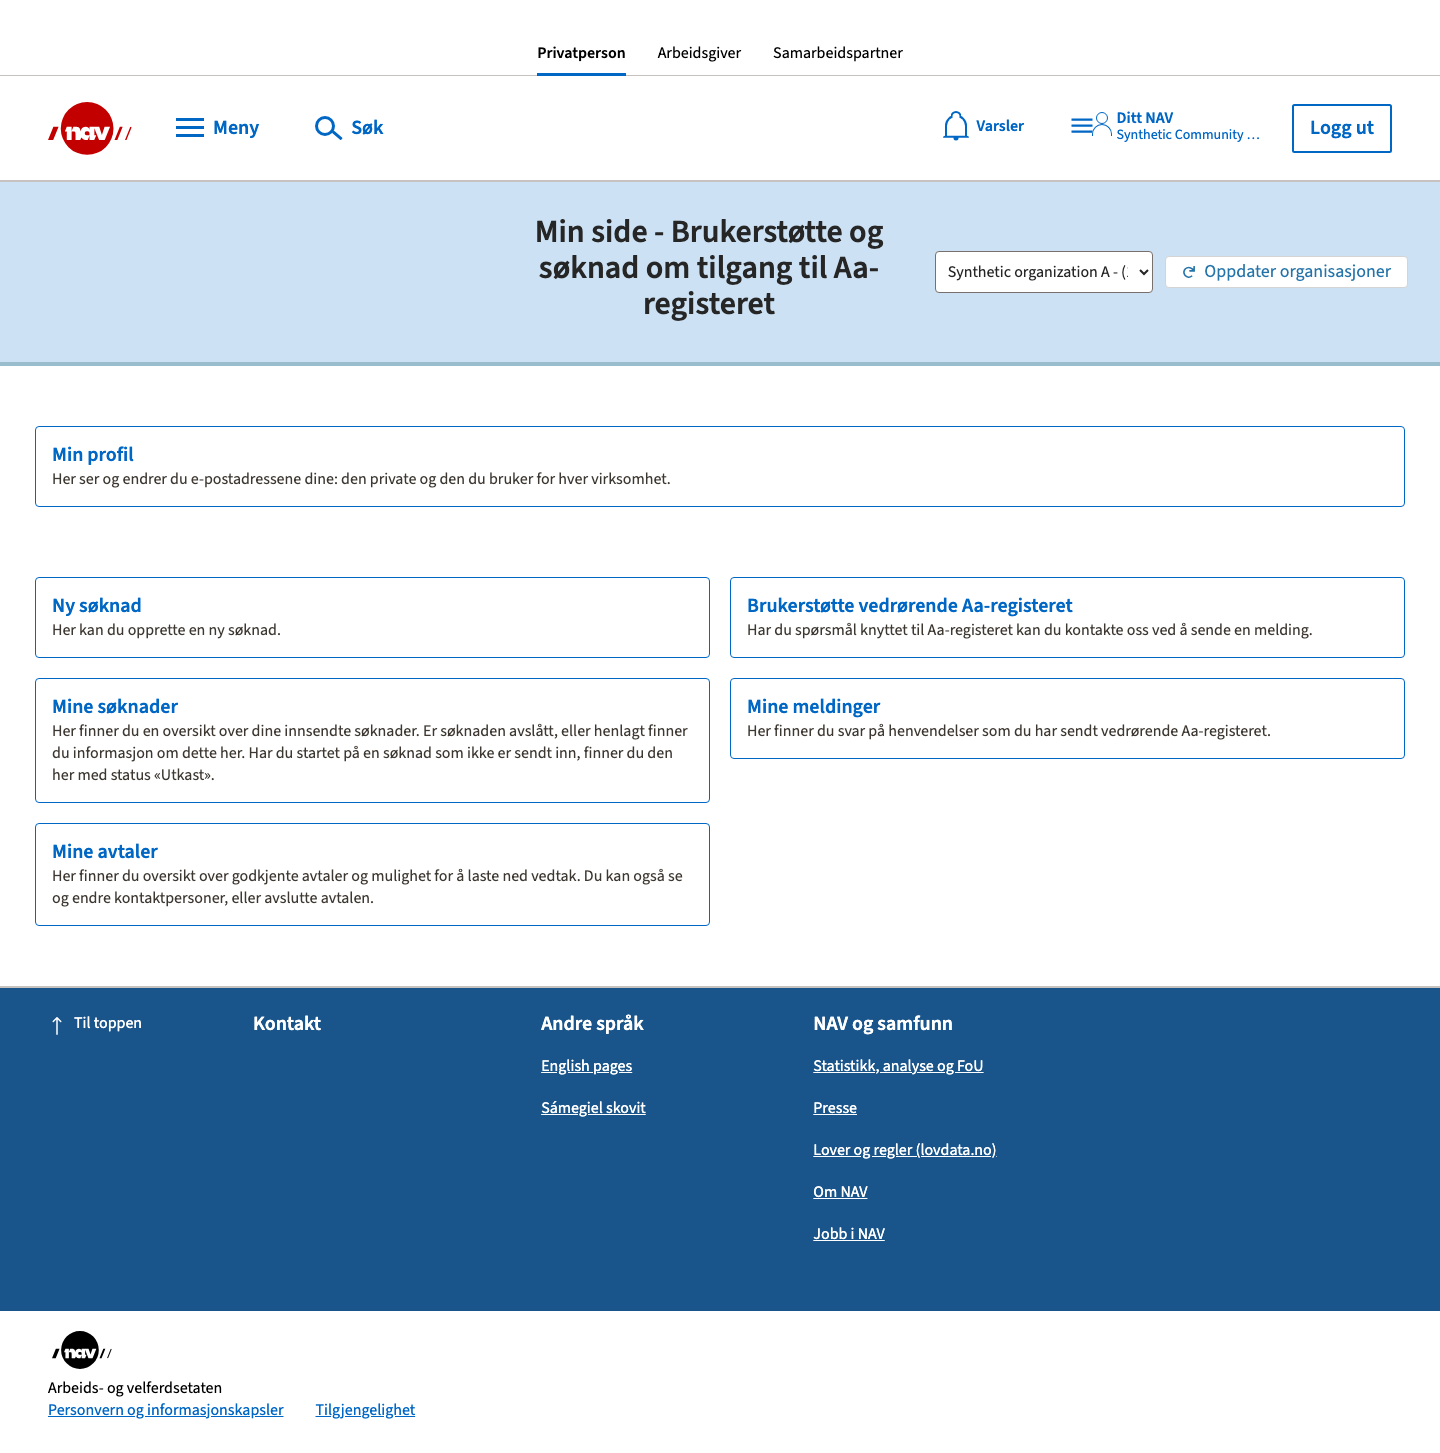 Privatperson Arbeidsgiver Samarbeidspartner
nav Meny Søk Varsler Ditt NAV Logg ut
Synthetic Community …
Min side - Brukerstøtte og
søknad om tilgang til Aa-
registeret
Synthetic organization A - ( Oppdater organisasjoner
Min profil
Her ser og endrer du e-postadressene dine: den private og den du bruker for hver virksomhet.
Ny søknad
Her kan du opprette en ny søknad.
Brukerstøtte vedrørende Aa-registeret
Har du spørsmål knyttet til Aa-registeret kan du kontakte oss ved å sende en melding.
Mine søknader
Her finner du en oversikt over dine innsendte søknader. Er søknaden avslått, eller henlagt finner
du informasjon om dette her. Har du startet på en søknad som ikke er sendt inn, finner du den
her med status «Utkast».
Mine meldinger
Her finner du svar på henvendelser som du har sendt vedrørende Aa-registeret.
Mine avtaler
Her finner du oversikt over godkjente avtaler og mulighet for å laste ned vedtak. Du kan også se
og endre kontaktpersoner, eller avslutte avtalen.
Til toppen
Kontakt
Andre språk
English pages
Sámegiel skovit
NAV og samfunn
Statistikk, analyse og FoU
Presse
Lover og regler (lovdata.no)
Om NAV
Jobb i NAV
nav
Arbeids- og velferdsetaten
Personvern og informasjonskapsler Tilgjengelighet